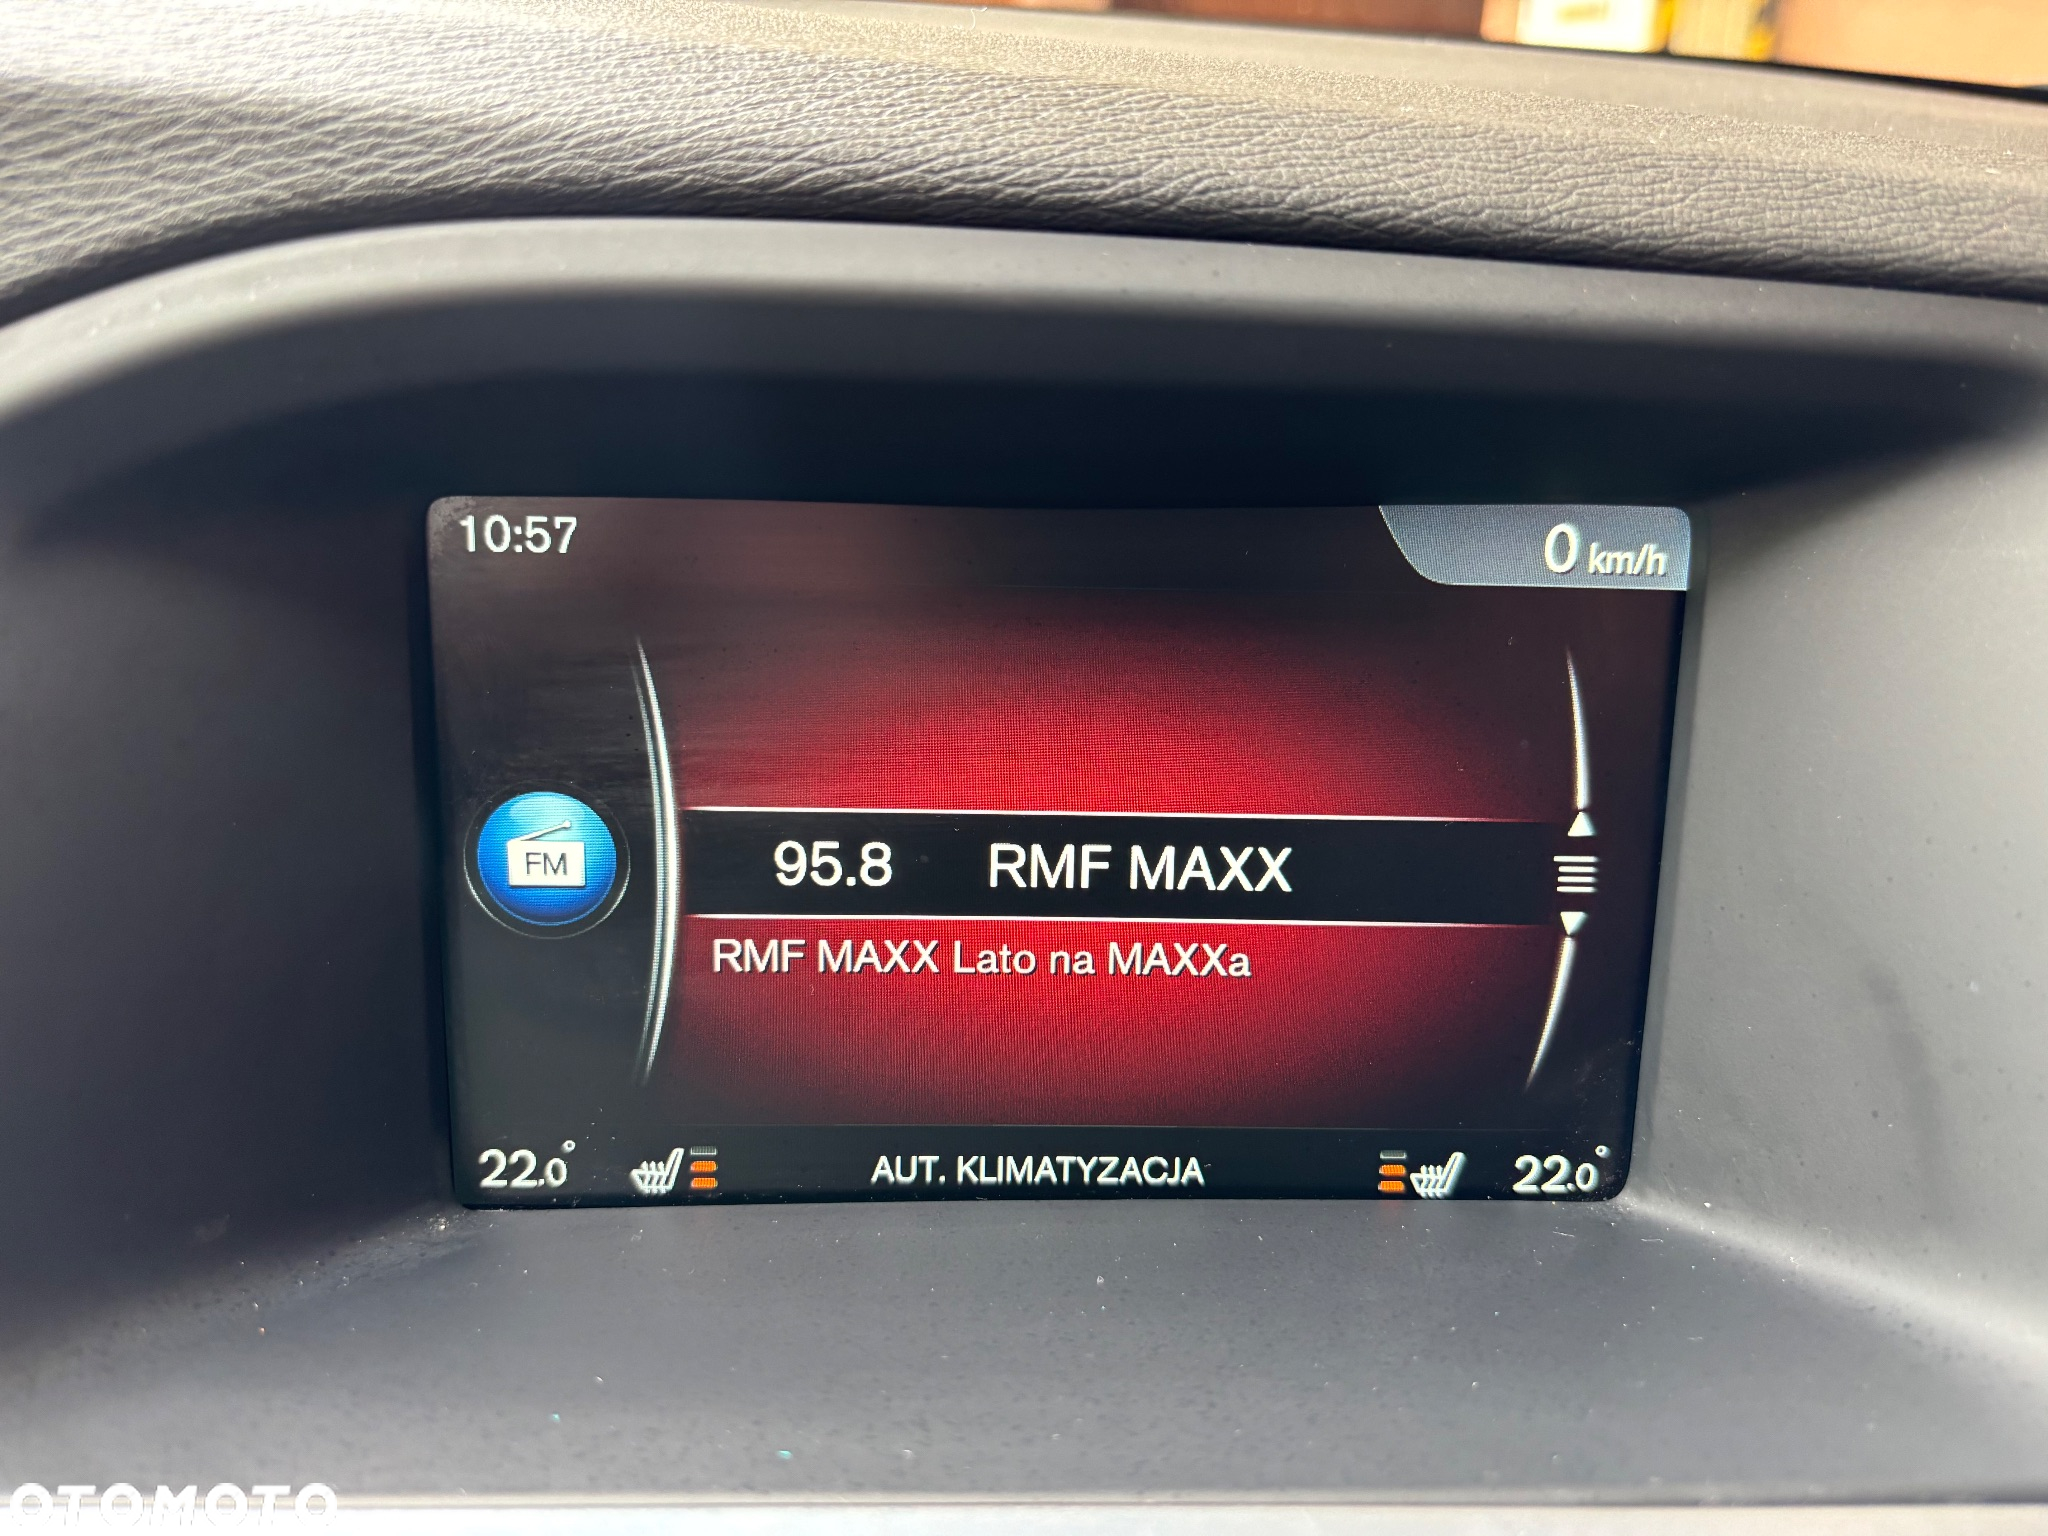 10:57
0 km/h
FM
95.8 RMF MAXX
RMF MAXX Lato na MAXXa
22.0° AUT. KLIMATYZACJA 22.0°
OTOMOTO